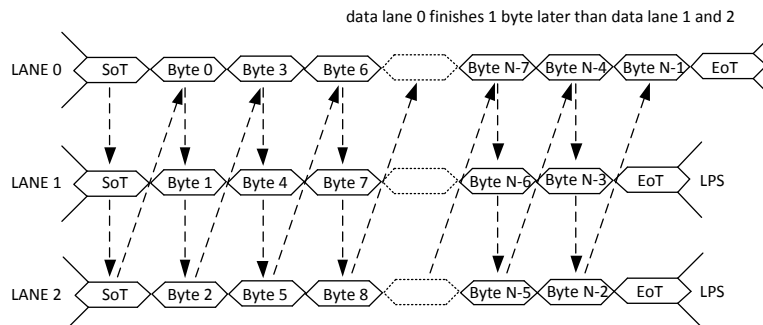 data lane 0 finishes 1 byte later than data lane 1 and 2
LANE 0 SoT Byte 0 Byte 3 Byte 6 Byte N-7 Byte N-4 Byte N-1 EoT
LANE 1 SoT Byte 1 Byte 4 Byte 7 Byte N-6 Byte N-3 EoT LPS
LANE 2 SoT Byte 2 Byte 5 Byte 8 Byte N-5 Byte N-2 EoT LPS